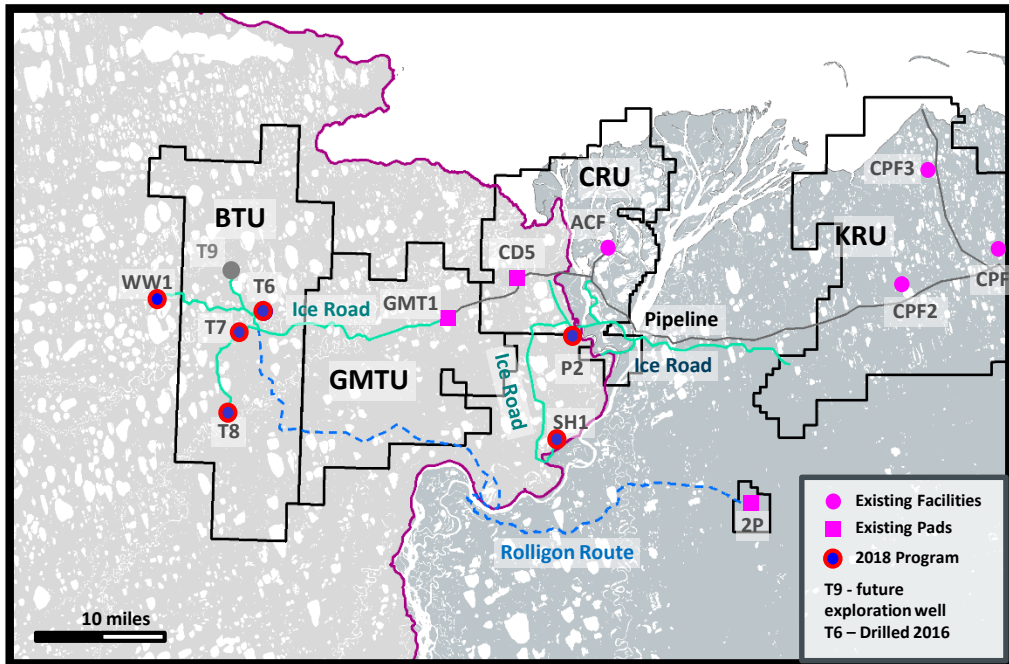 CRU
CPF3
BTU
ACF
T9
CD5
KRU
WW1
T6
GMT1
CPF
Ice Road
T7
CPF2
Pipeline
P2
Ice Road
GMTU
Ice Road
T8
SH1
2P
Rolligon Route
10 miles
Existing Facilities
Existing Pads
2018 Program
T9 - future
exploration well
T6 – Drilled 2016